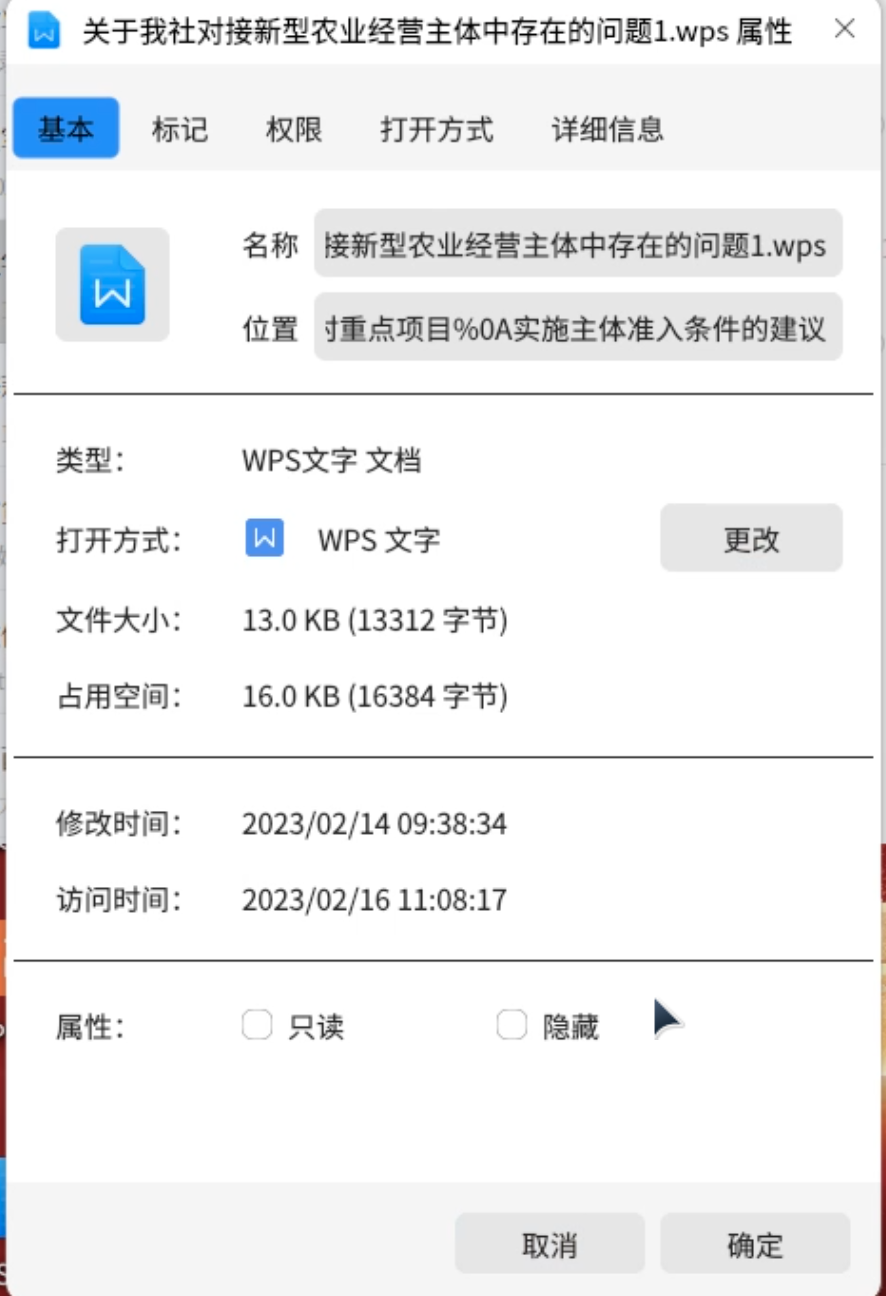 关于我社对接新型农业经营主体中存在的问题1.wps 属性
基本 标记 权限 打开方式 详细信息
名称 接新型农业经营主体中存在的问题1.wps
位置 对重点项目%0A实施主体准入条件的建议
类型： WPS文字 文档
打开方式： WPS 文字 更改
文件大小： 13.0 KB (13312 字节)
占用空间： 16.0 KB (16384 字节)
修改时间： 2023/02/14 09:38:34
访问时间： 2023/02/16 11:08:17
属性： 只读 隐藏
取消 确定